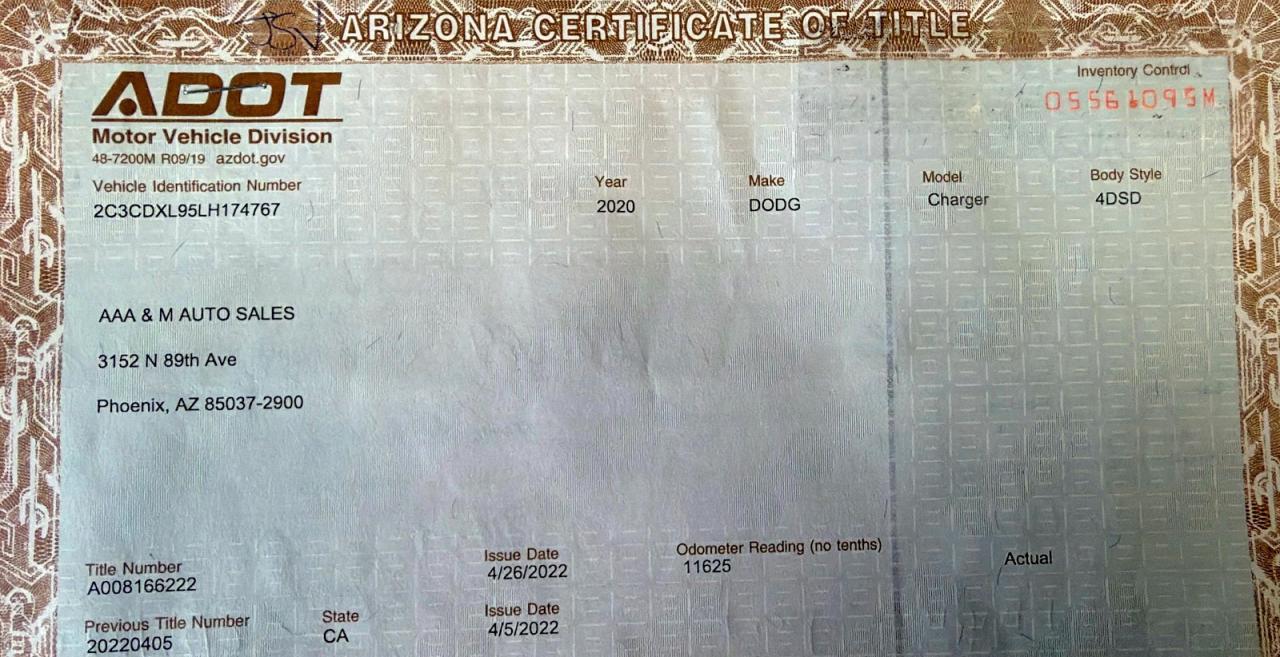 JSV
ARIZONA CERTIFICATE OF TITLE
ADOT
Motor Vehicle Division
48-7200M R09/19 azdot.gov
Inventory Control
05561095M
Vehicle Identification Number Year Make Model Body Style
2C3CDXL95LH174767 2020 DODG Charger 4DSD
AAA & M AUTO SALES
3152 N 89th Ave
Phoenix, AZ 85037-2900
Title Number Issue Date Odometer Reading (no tenths)
A008166222 4/26/2022 11625 Actual
Previous Title Number State Issue Date
20220405 CA 4/5/2022